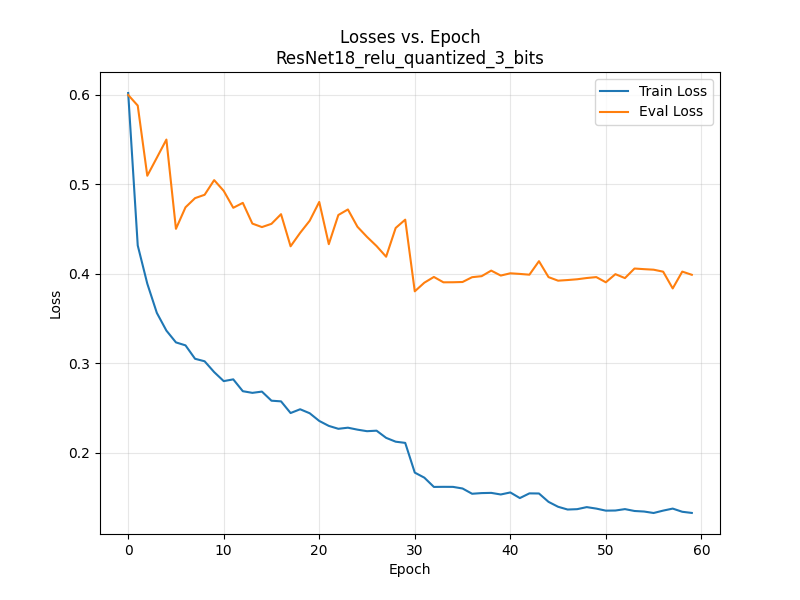 Losses vs. Epoch
ResNet18_relu_quantized_3_bits
Train Loss
Eval Loss
0.6
0.5
0.4
0.3
0.2
Loss
0 10 20 30 40 50 60
Epoch